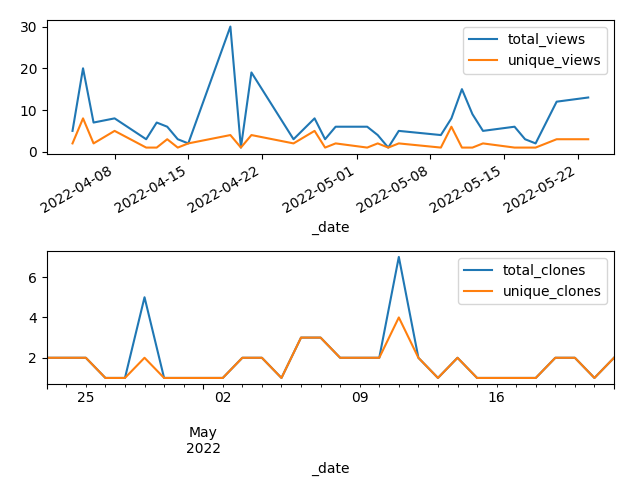 30
20
10
0
total_views
unique_views
2022-04-08
2022-04-15
2022-04-22
2022-05-01
2022-05-08
2022-05-15
2022-05-22
_date
6
4
2
total_clones
unique_clones
25
02
09
16
May
2022
_date